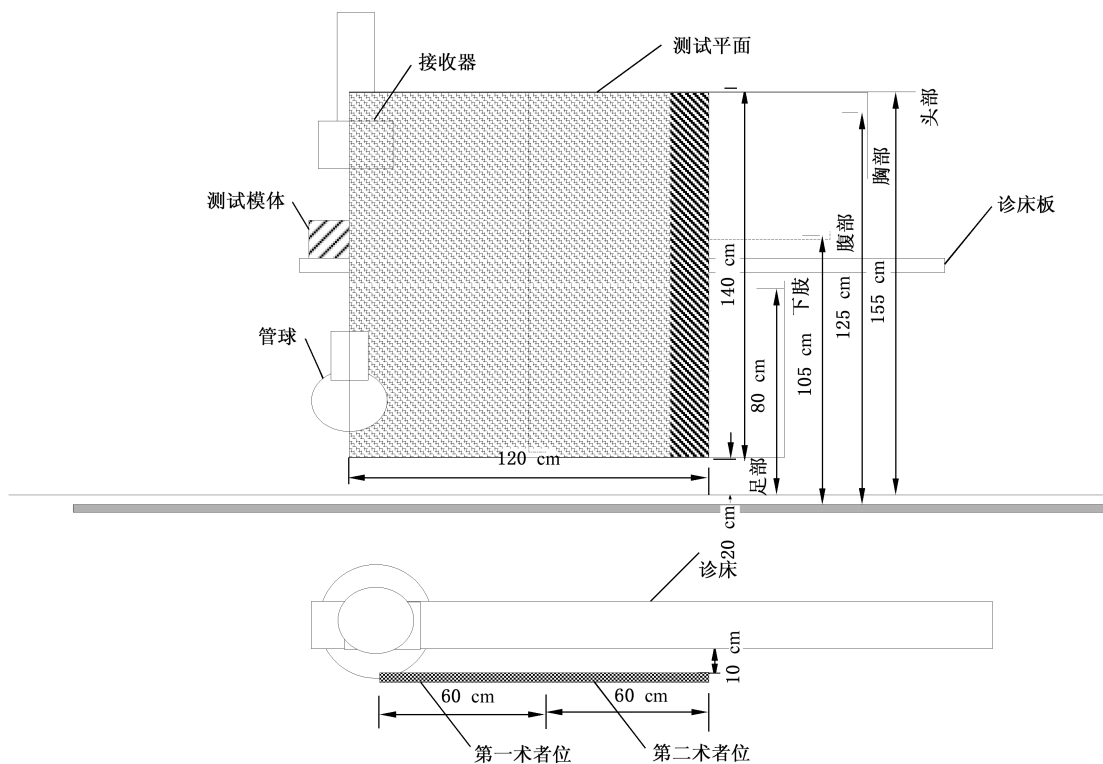 测试平面
接收器
头部
胸部
测试模体
诊床板
腹部
140 cm
155 cm
下肢
125 cm
管球
105 cm
80 cm
120 cm
足部
20 cm
诊床
10 cm
60 cm
60 cm
第一术者位
第二术者位